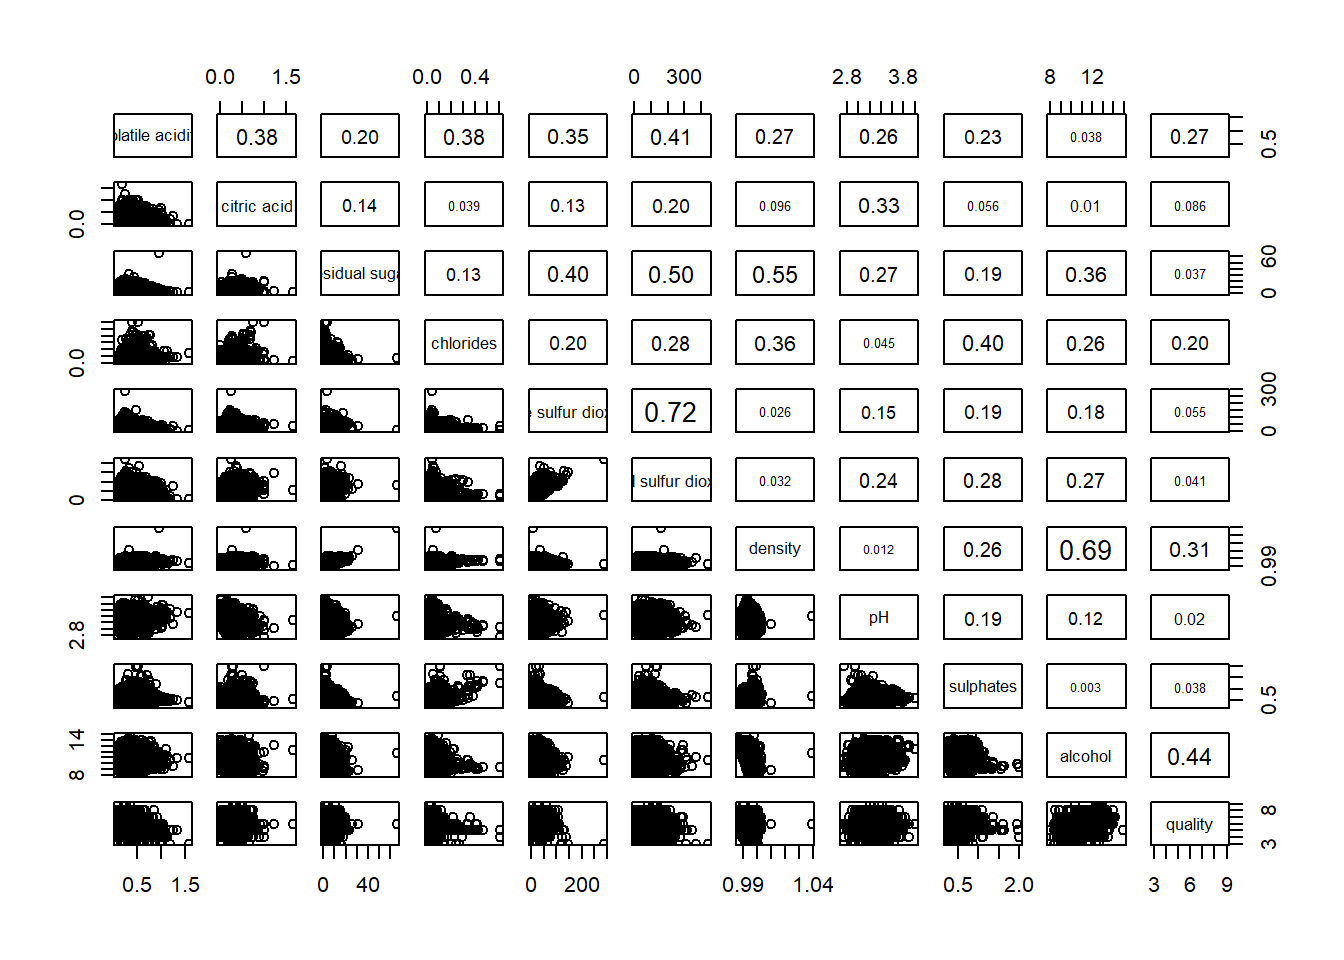 0.0 1.5 0.0 0.4 0 300 2.8 3.8 8 12
olatile acidi 0.38 0.20 0.38 0.35 0.41 0.27 0.26 0.23 0.038 0.27 0.5
0.0 citric acid 0.14 0.039 0.13 0.20 0.096 0.33 0.056 0.01 0.086
sidual suga 0.13 0.40 0.50 0.55 0.27 0.19 0.36 0.037 0 60
0.0 chlorides 0.20 0.28 0.36 0.045 0.40 0.26 0.20
e sulfur diox 0.72 0.026 0.15 0.19 0.18 0.055 0 300
0 l sulfur diox 0.032 0.24 0.28 0.27 0.041
density 0.012 0.26 0.69 0.31 0.99
2.8 pH 0.19 0.12 0.02
sulphates 0.003 0.038 0.5
8 14 alcohol 0.44
quality 3 8
0.5 1.5 0 40 0 200 0.99 1.04 0.5 2.0 3 6 9